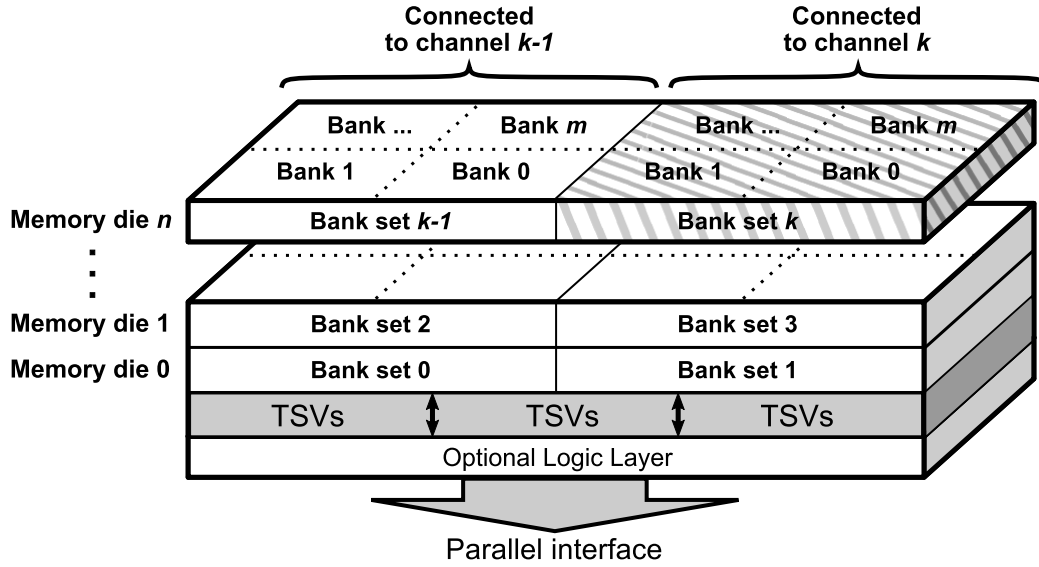 Connected
to channel k-1
Connected
to channel k
Bank ...
Bank m
Bank ...
Bank m
Bank 1
Bank 0
Bank 1
Bank 0
Memory die n
Bank set k-1
Bank set k
Memory die 1
Bank set 2
Bank set 3
Memory die 0
Bank set 0
Bank set 1
TSVs
TSVs
TSVs
Optional Logic Layer
Parallel interface